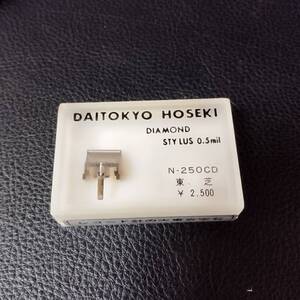 DAITOKYO HOSEKI
DIAMOND
STYLUS 0.5mil
N-250CD
東 芝
¥ 2,500